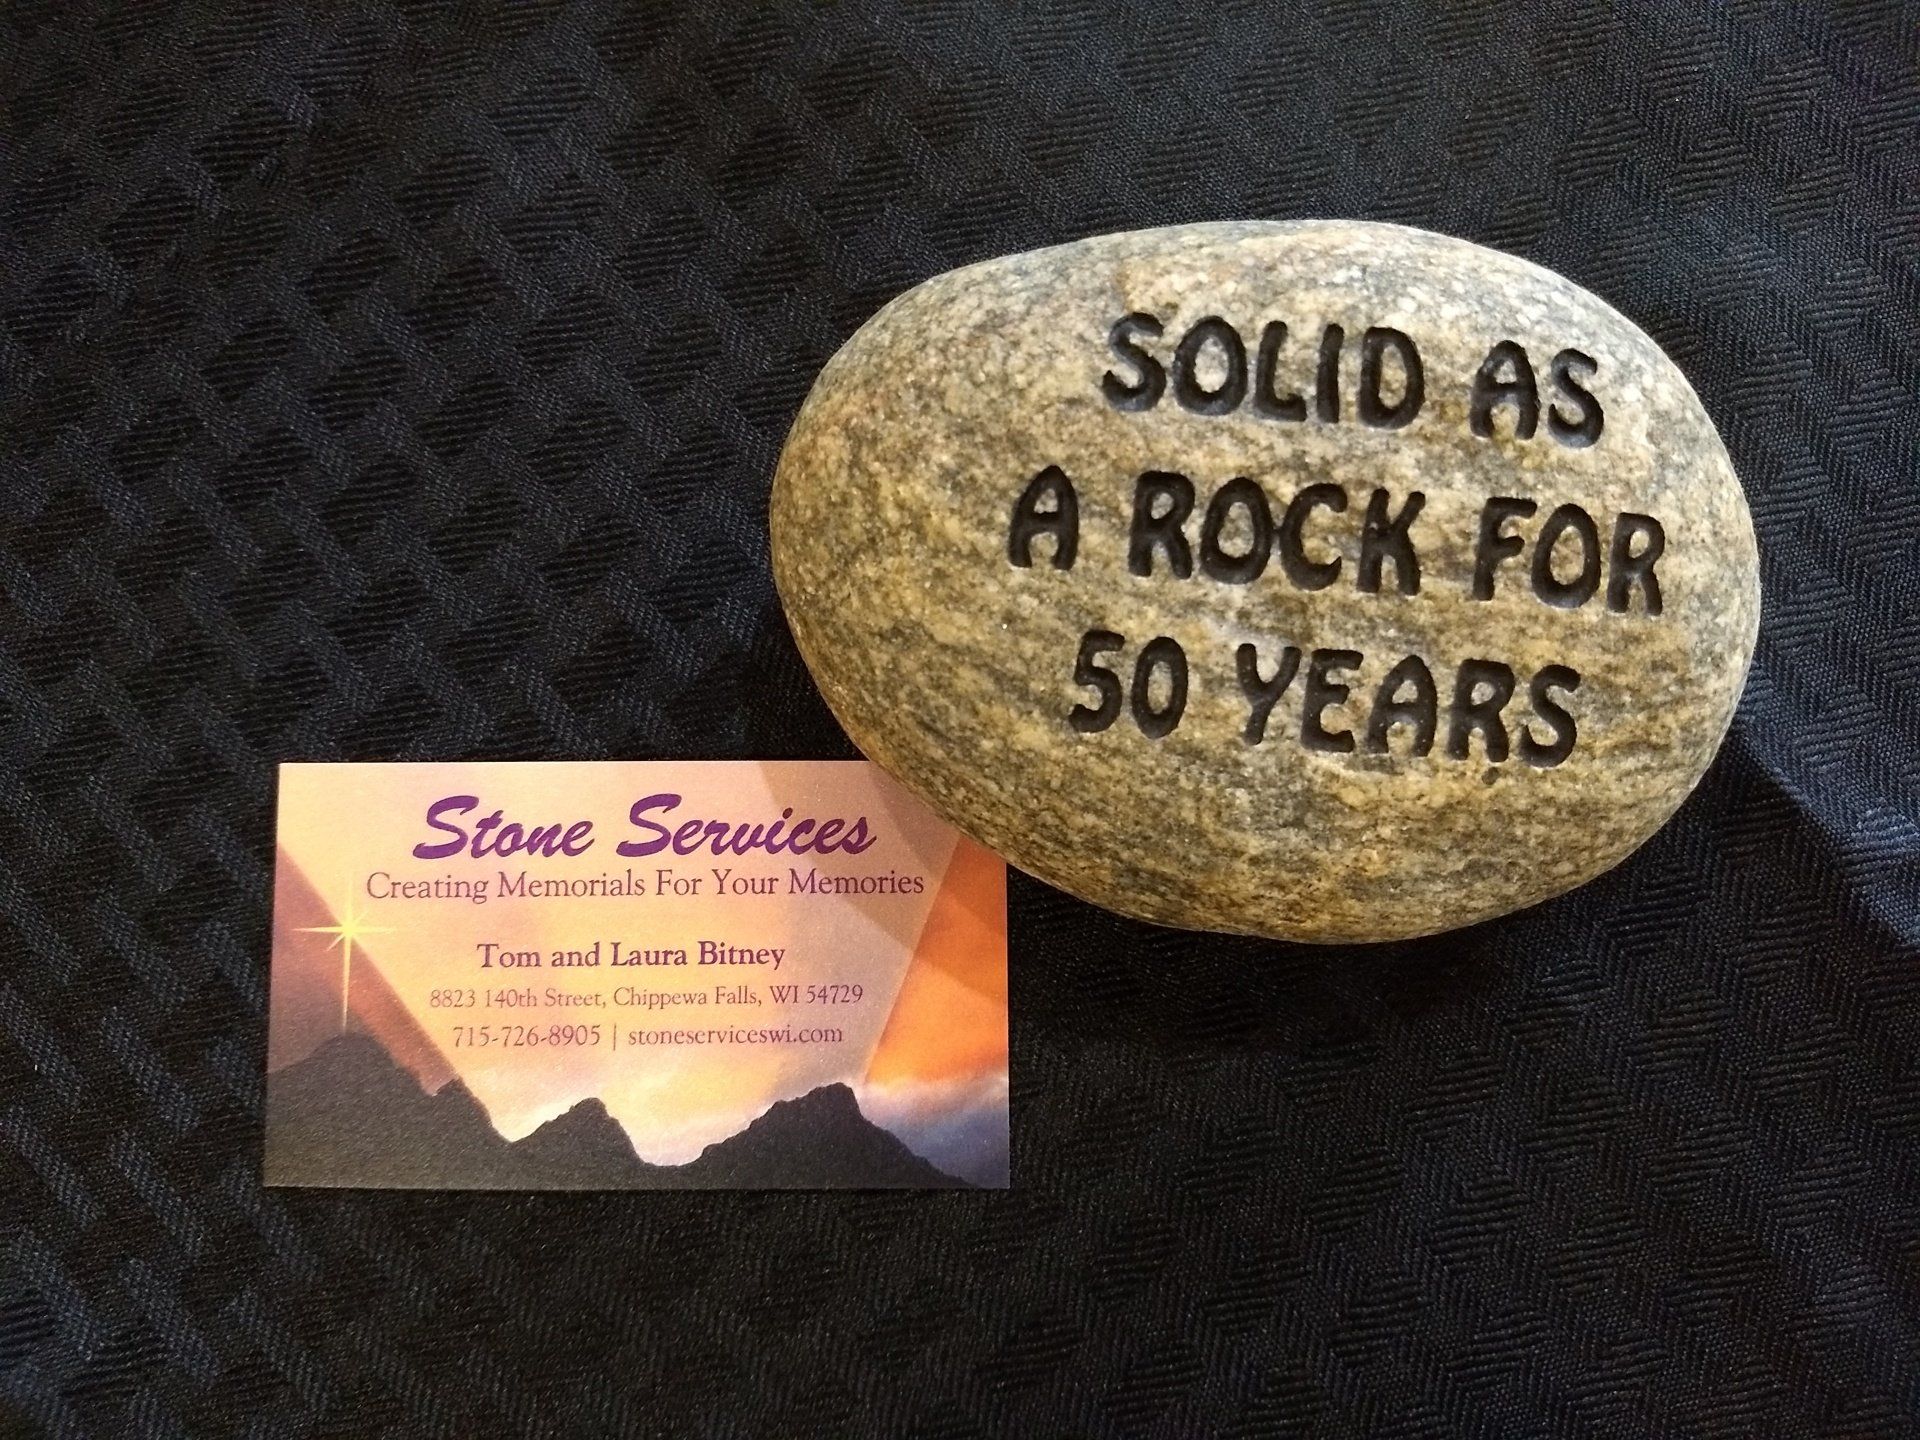 SOLID AS
A ROCK FOR
50 YEARS
Stone Services
Creating Memorials For Your Memories
Tom and Laura Bitney
8823 140th Street, Chippewa Falls, WI 54729
715-726-8905 | stoneserviceswi.com